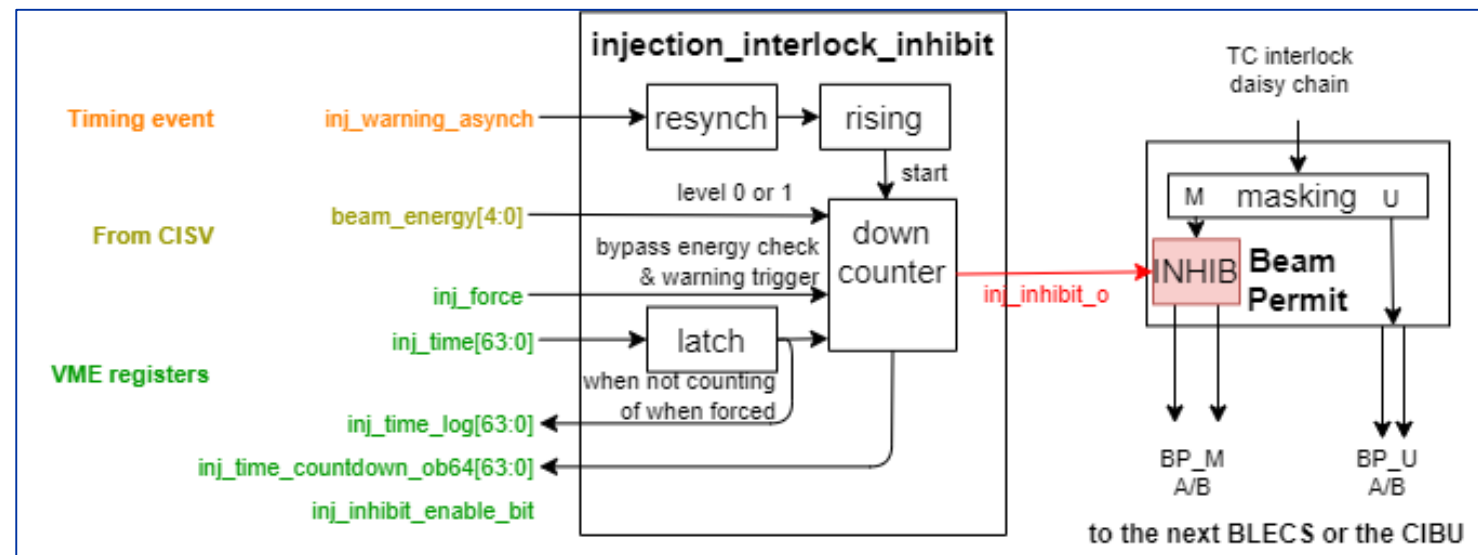 injection_interlock_inhibit
TC interlock
daisy chain
Timing event
inj_warning_asynch
resynch
rising
start
level 0 or 1
M masking U
From CISV
beam_energy[4:0]
down
counter
bypass energy check
& warning trigger
INHIB
Beam
Permit
inj_force
inj_inhibit_o
inj_time[63:0]
latch
VME registers
when not counting
of when forced
inj_time_log[63:0]
inj_time_countdown_ob64[63:0]
inj_inhibit_enable_bit
BP_M
A/B
BP_U
A/B
to the next BLECS or the CIBU